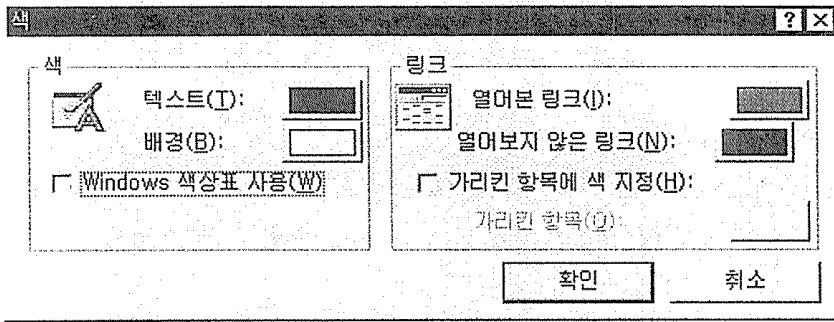 색
색
텍스트(T):
배경(B):
Windows 색상표 사용(W)
링크
열어본 링크(I):
열어보지 않은 링크(N):
가리킨 항목에 색 지정(H):
가리킨 항목(O):
확인 취소